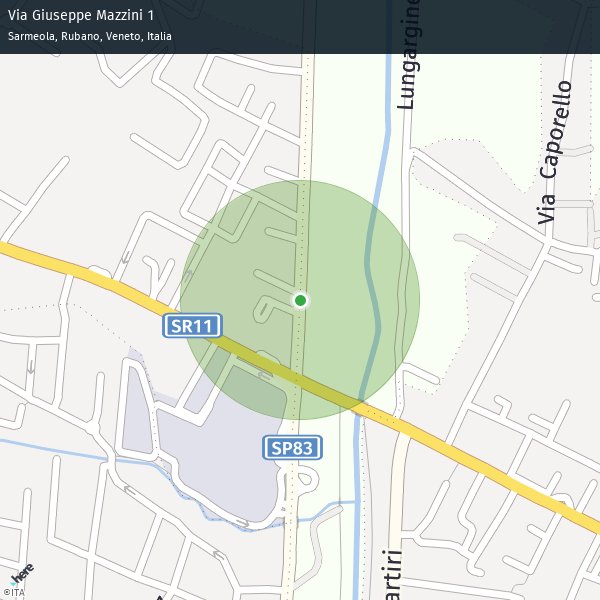 Via Giuseppe Mazzini 1
Sarmeola, Rubano, Veneto, Italia
Lungargine
Via Caporello
SR11
SP83
artiri
here
©ITA